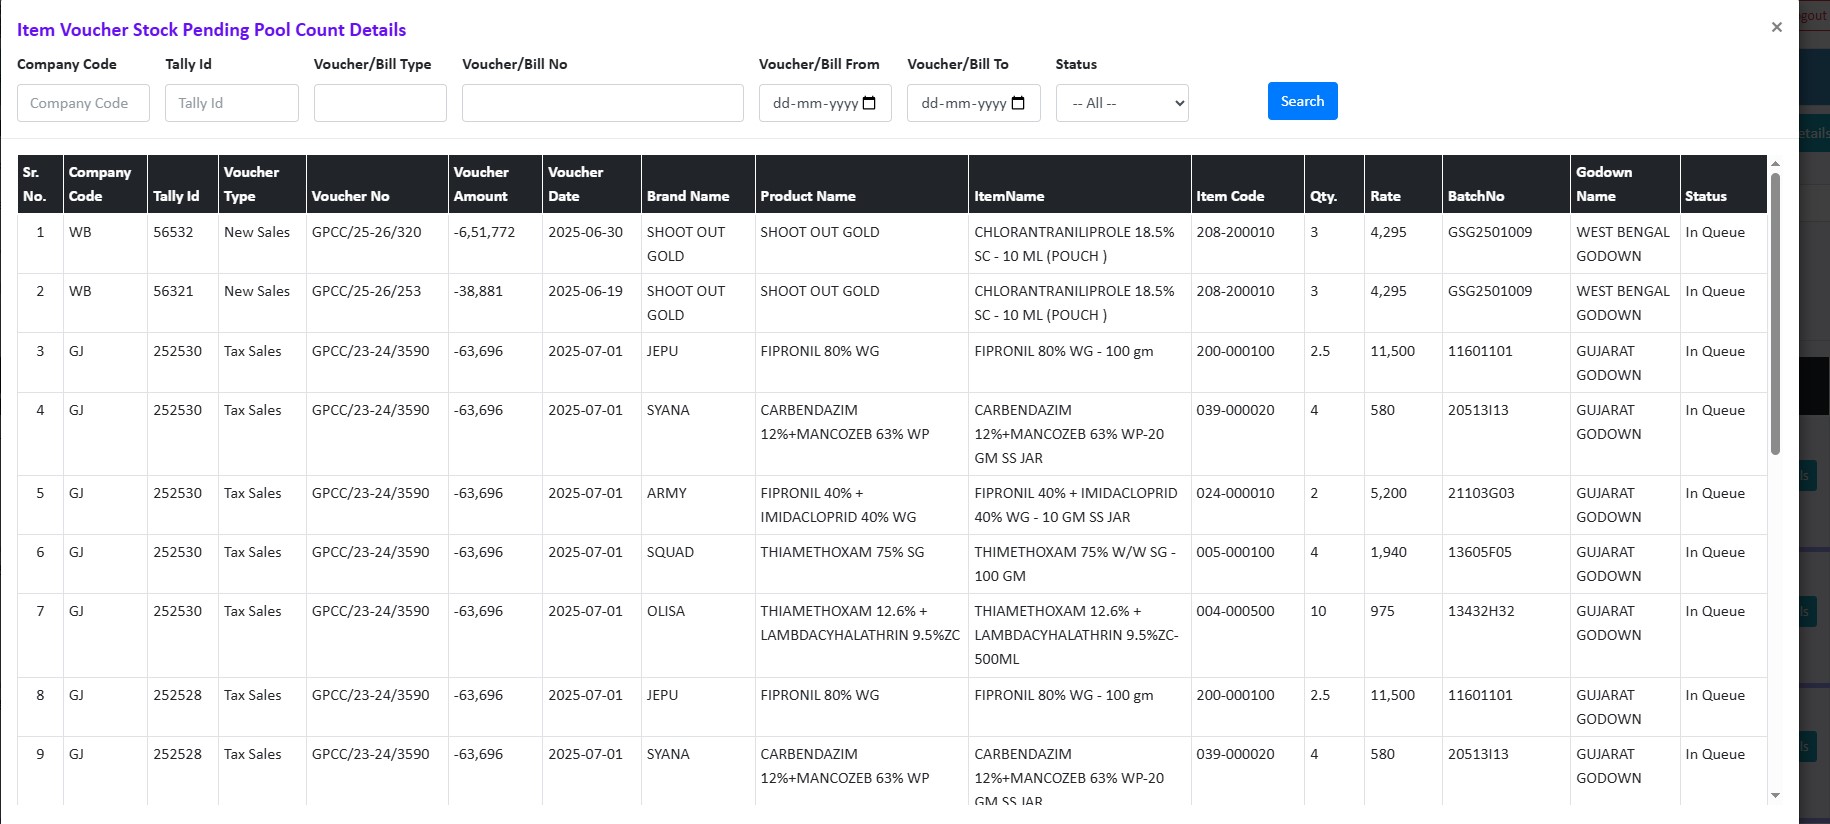 Item Voucher Stock Pending Pool Count Details
×
Company Code Tally Id Voucher/Bill Type Voucher/Bill No Voucher/Bill From Voucher/Bill To Status
Company Code Tally Id dd-mm-yyyy dd-mm-yyyy -- All -- Search
Sr. No. Company Code Tally Id Voucher Type Voucher No Voucher Amount Voucher Date Brand Name Product Name ItemName Item Code Qty. Rate BatchNo Godown Name Status
1 WB 56532 New Sales GPCC/25-26/320 -6,51,772 2025-06-30 SHOOT OUT GOLD SHOOT OUT GOLD CHLORANTRANILIPROLE 18.5% SC - 10 ML (POUCH ) 208-200010 3 4,295 GSG2501009 WEST BENGAL GODOWN In Queue
2 WB 56321 New Sales GPCC/25-26/253 -38,881 2025-06-19 SHOOT OUT GOLD SHOOT OUT GOLD CHLORANTRANILIPROLE 18.5% SC - 10 ML (POUCH ) 208-200010 3 4,295 GSG2501009 WEST BENGAL GODOWN In Queue
3 GJ 252530 Tax Sales GPCC/23-24/3590 -63,696 2025-07-01 JEPU FIPRONIL 80% WG FIPRONIL 80% WG - 100 gm 200-000100 2.5 11,500 11601101 GUJARAT GODOWN In Queue
4 GJ 252530 Tax Sales GPCC/23-24/3590 -63,696 2025-07-01 SYANA CARBENDAZIM 12%+MANCOZEB 63% WP CARBENDAZIM 12%+MANCOZEB 63% WP-20 GM SS JAR 039-000020 4 580 20513I13 GUJARAT GODOWN In Queue
5 GJ 252530 Tax Sales GPCC/23-24/3590 -63,696 2025-07-01 ARMY FIPRONIL 40% + IMIDACLOPRID 40% WG FIPRONIL 40% + IMIDACLOPRID 40% WG - 10 GM SS JAR 024-000010 2 5,200 21103G03 GUJARAT GODOWN In Queue
6 GJ 252530 Tax Sales GPCC/23-24/3590 -63,696 2025-07-01 SQUAD THIAMETHOXAM 75% SG THIMETHOXAM 75% W/W SG - 100 GM 005-000100 4 1,940 13605F05 GUJARAT GODOWN In Queue
7 GJ 252530 Tax Sales GPCC/23-24/3590 -63,696 2025-07-01 OLISA THIAMETHOXAM 12.6% + LAMBDACYHALATHRIN 9.5%ZC THIAMETHOXAM 12.6% + LAMBDACYHALATHRIN 9.5%ZC-500ML 004-000500 10 975 13432H32 GUJARAT GODOWN In Queue
8 GJ 252528 Tax Sales GPCC/23-24/3590 -63,696 2025-07-01 JEPU FIPRONIL 80% WG FIPRONIL 80% WG - 100 gm 200-000100 2.5 11,500 11601101 GUJARAT GODOWN In Queue
9 GJ 252528 Tax Sales GPCC/23-24/3590 -63,696 2025-07-01 SYANA CARBENDAZIM 12%+MANCOZEB 63% WP CARBENDAZIM 12%+MANCOZEB 63% WP-20 GM SS JAR 039-000020 4 580 20513I13 GUJARAT GODOWN In Queue